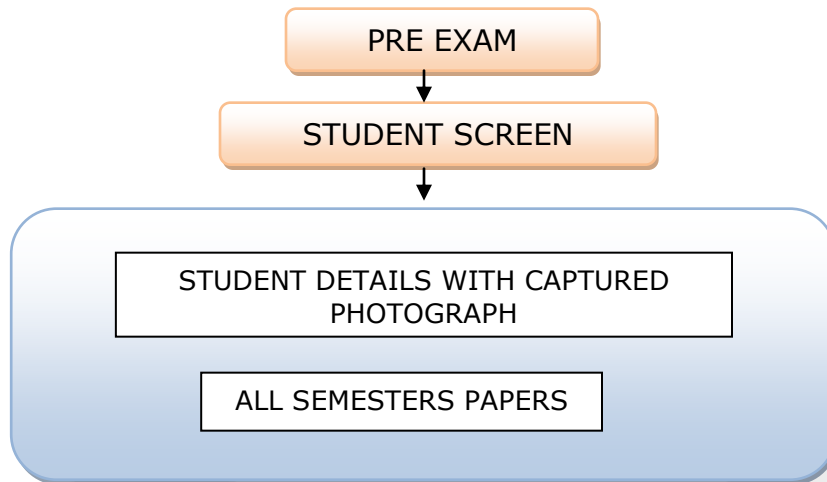 PRE EXAM
STUDENT SCREEN
STUDENT DETAILS WITH CAPTURED
PHOTOGRAPH
ALL SEMESTERS PAPERS